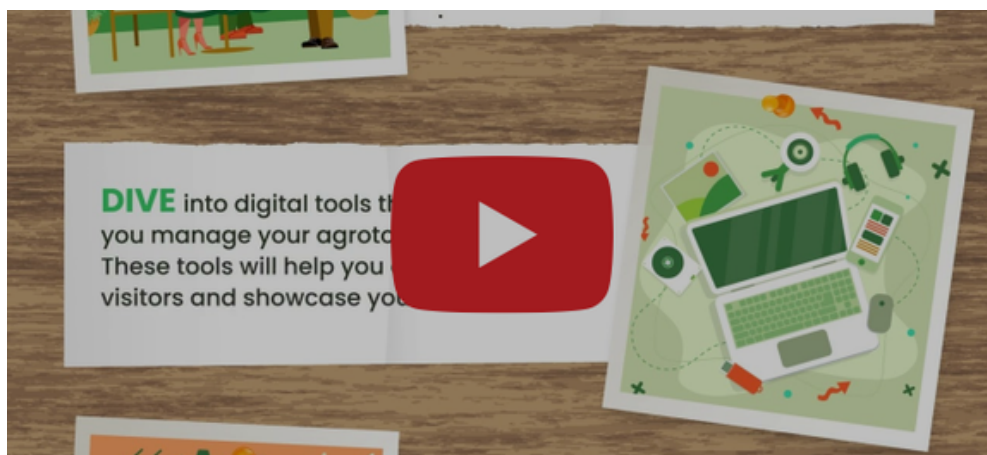 DIVE into digital tools
you manage your
These tools will help you
visitors and showcase